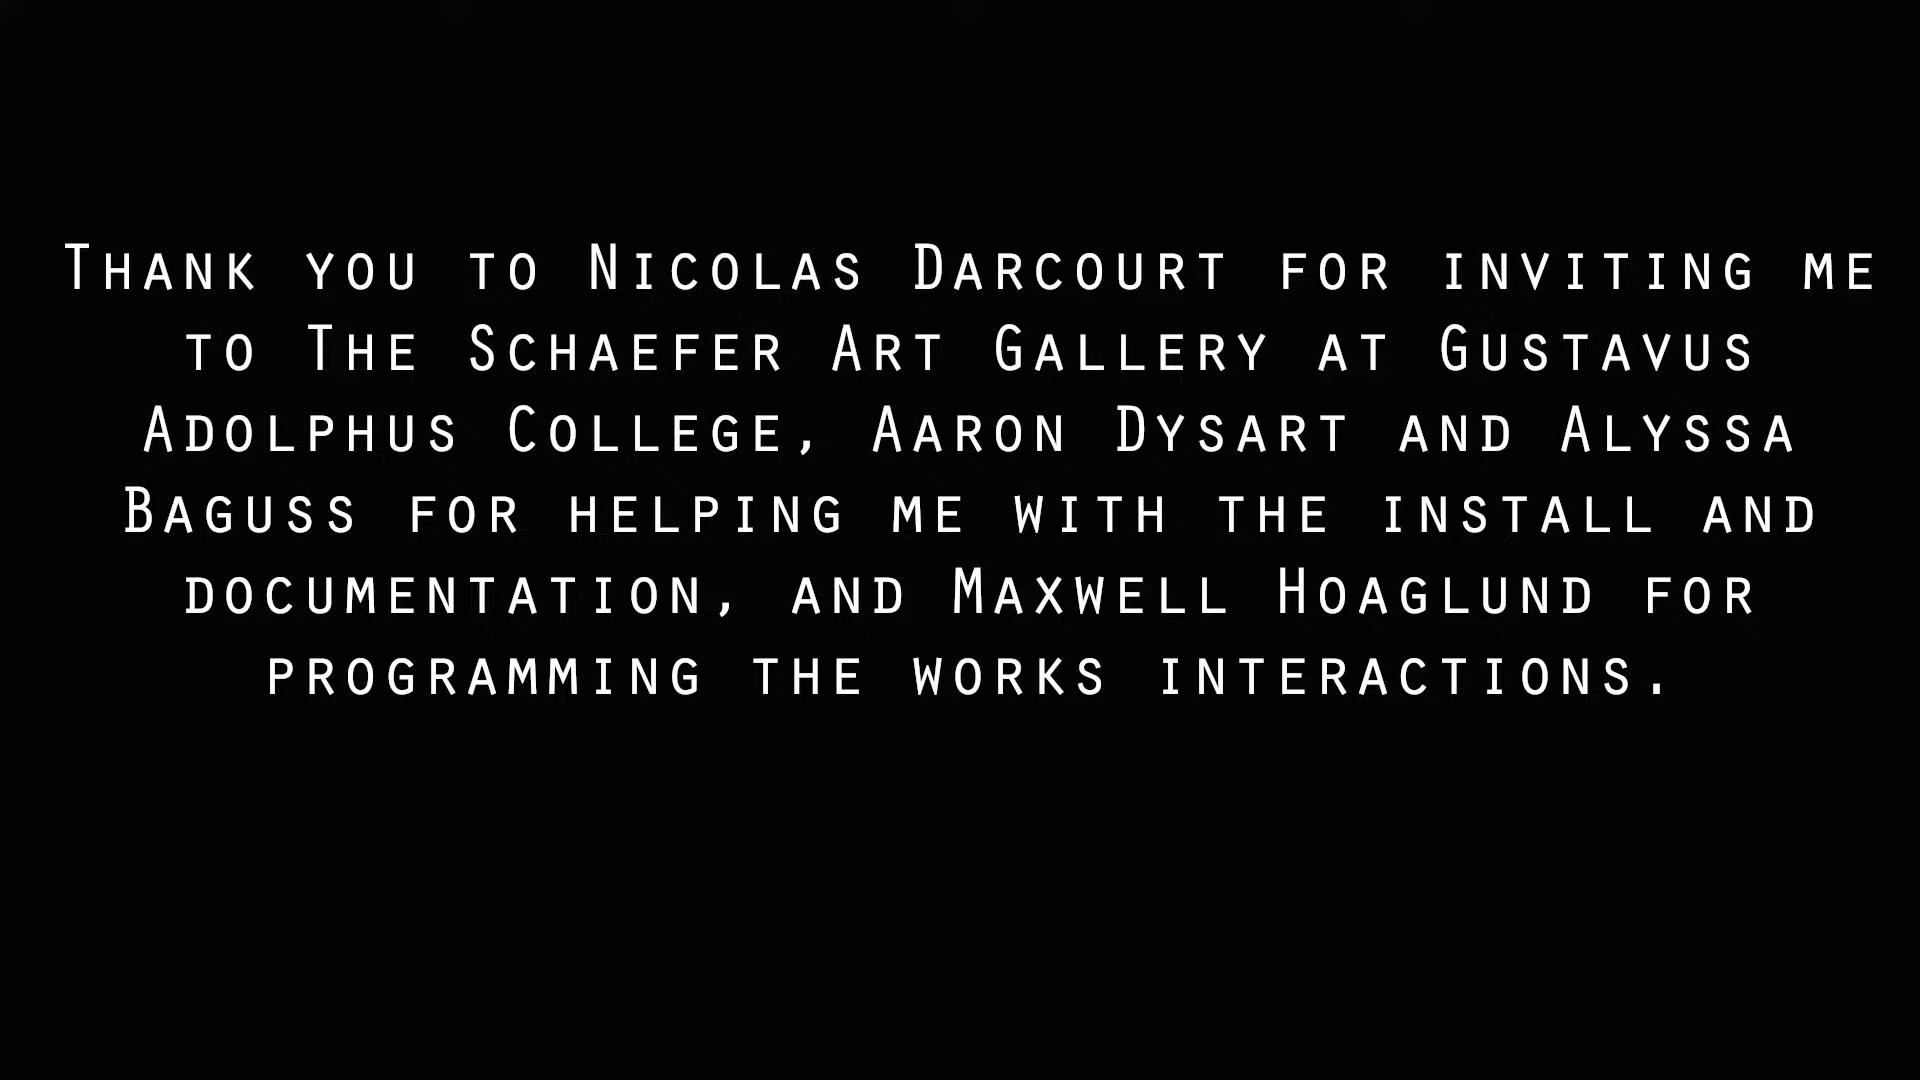 Thank you to Nicolas Darcourt for inviting me
to The Schaefer Art Gallery at Gustavus
Adolphus College, Aaron Dysart and Alyssa
Baguss for helping me with the install and
documentation, and Maxwell Hoaglund for
programming the works interactions.